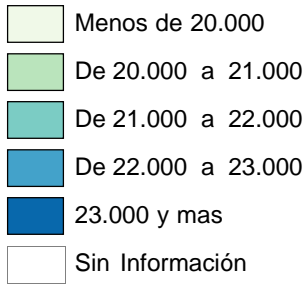 Menos de 20.000
De 20.000 a 21.000
De 21.000 a 22.000
De 22.000 a 23.000
23.000 y mas
Sin Información